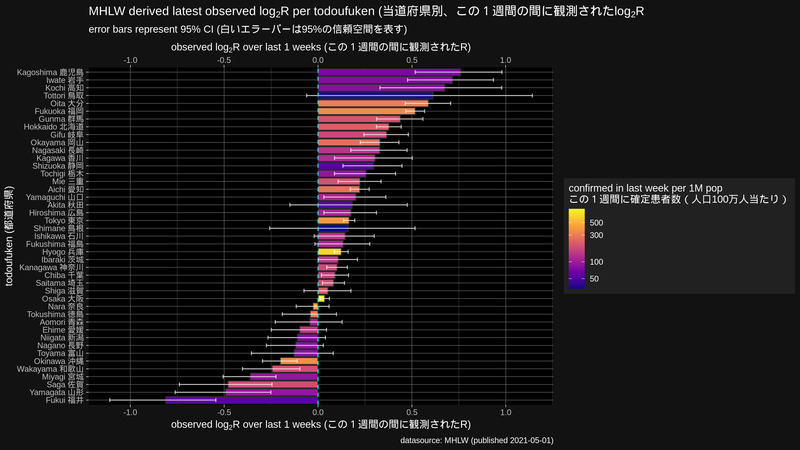 MHLW derived latest observed log₂R per todoufuken (当道府県別、この１週間の間に観測されたlog₂R
error bars represent 95% CI (白いエラーバーは95%の信頼空間を表す)
observed log₂R over last 1 weeks (この１週間の間に観測されたR)
-1.0 -0.5 0.0 0.5 1.0
todoufuken (都道府県)
Kagoshima 鹿児島
Iwate 岩手
Kochi 高知
Tottori 鳥取
Oita 大分
Fukuoka 福岡
Gunma 群馬
Hokkaido 北海道
Gifu 岐阜
Okayama 岡山
Nagasaki 長崎
Kagawa 香川
Shizuoka 静岡
Tochigi 栃木
Mie 三重
Aichi 愛知
Yamaguchi 山口
Akita 秋田
Hiroshima 広島
Tokyo 東京
Shimane 島根
Ishikawa 石川
Fukushima 福島
Hyogo 兵庫
Ibaraki 茨城
Kanagawa 神奈川
Chiba 千葉
Saitama 埼玉
Shiga 滋賀
Osaka 大阪
Nara 奈良
Tokushima 徳島
Aomori 青森
Ehime 愛媛
Niigata 新潟
Nagano 長野
Toyama 富山
Okinawa 沖縄
Wakayama 和歌山
Miyagi 宮城
Saga 佐賀
Yamagata 山形
Fukui 福井
-1.0 -0.5 0.0 0.5 1.0
observed log₂R over last 1 weeks (この１週間の間に観測されたR)
datasource: MHLW (published 2021-05-01)
confirmed in last week per 1M pop
この１週間に確定患者数（人口100万人当たり）
500
300
100
50